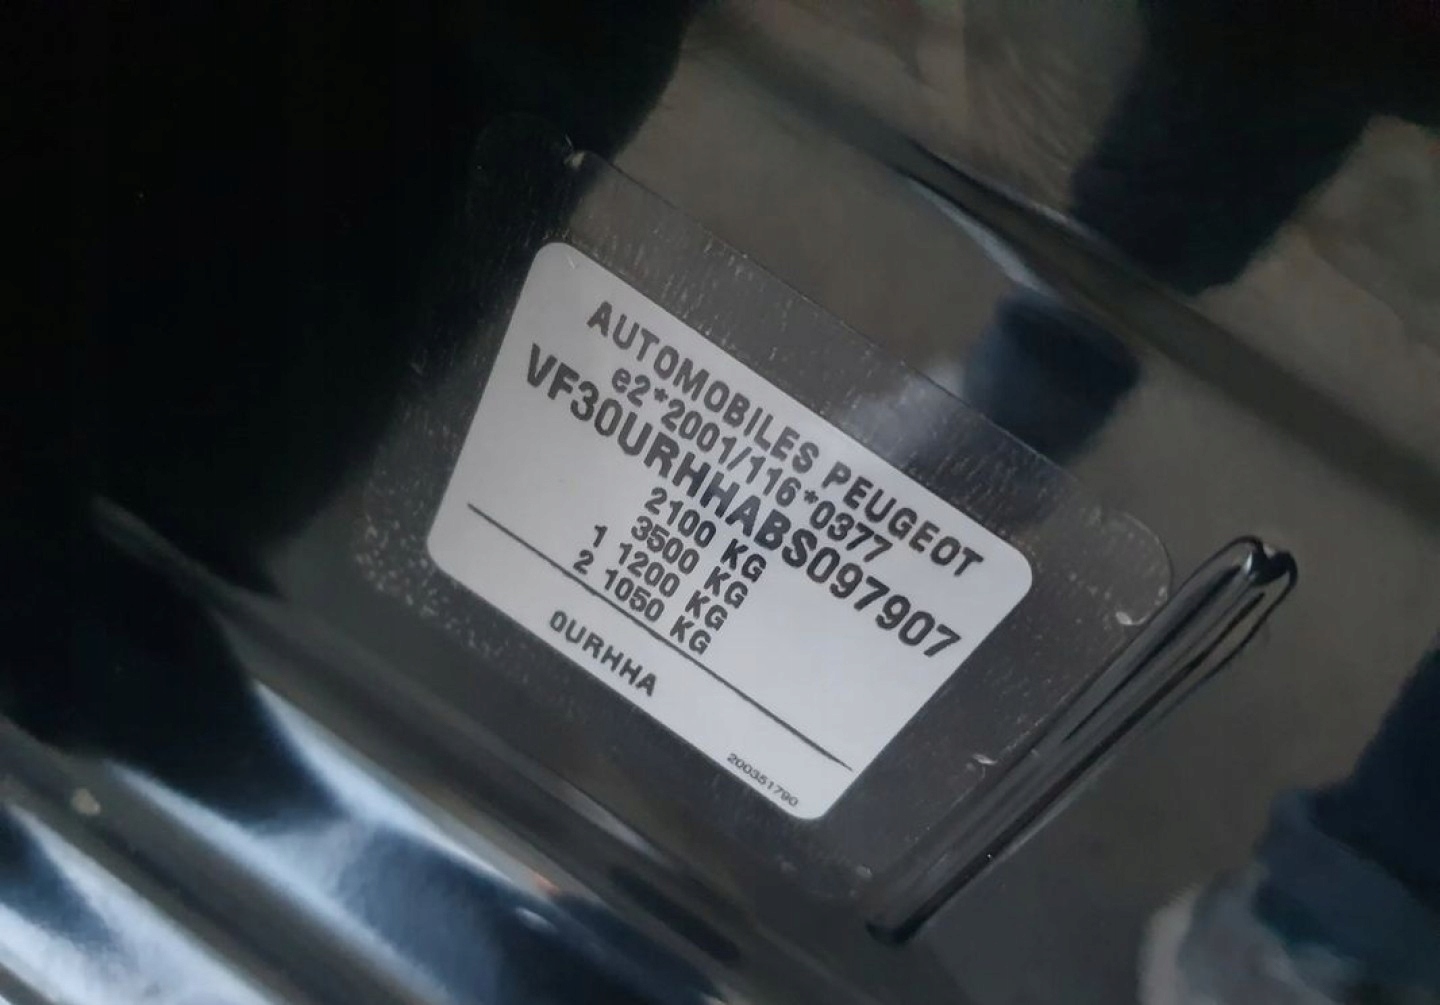 AUTOMOBILES PEUGEOT
e2*2001/116*0377
VF30URHHABS097907
2100 KG
3500 KG
1 1200 KG
2 1050 KG
0URHHA
200351790